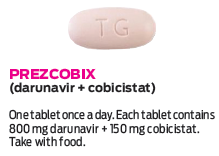 TG
PREZCOBIX
(darunavir + cobicistat)
One tablet once a day. Each tablet contains
800 mg darunavir + 150 mg cobicistat.
Take with food.